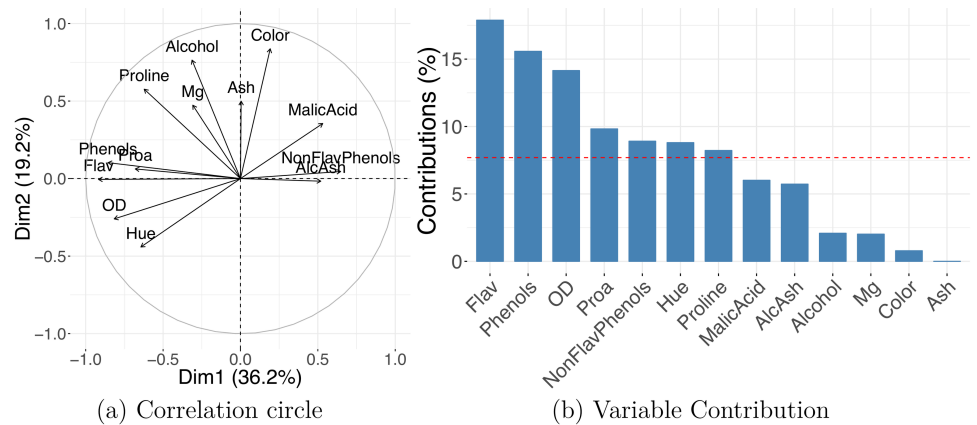 1.0
0.5
0.0
−0.5
−1.0
Dim2 (19.2%)
Alcohol
Color
Proline
Mg
Ash
MalicAcid
Phenols
Proa
NonFlavPhenols
Flav
AlcAsh
OD
Hue
−1.0 −0.5 0.0 0.5 1.0
Dim1 (36.2%)
(a) Correlation circle
Contributions (%)
15
10
5
0
Flav
Phenols
OD
Proa
NonFlavPhenols
Hue
Proline
MalicAcid
AlcAsh
Alcohol
Mg
Color
Ash
(b) Variable Contribution